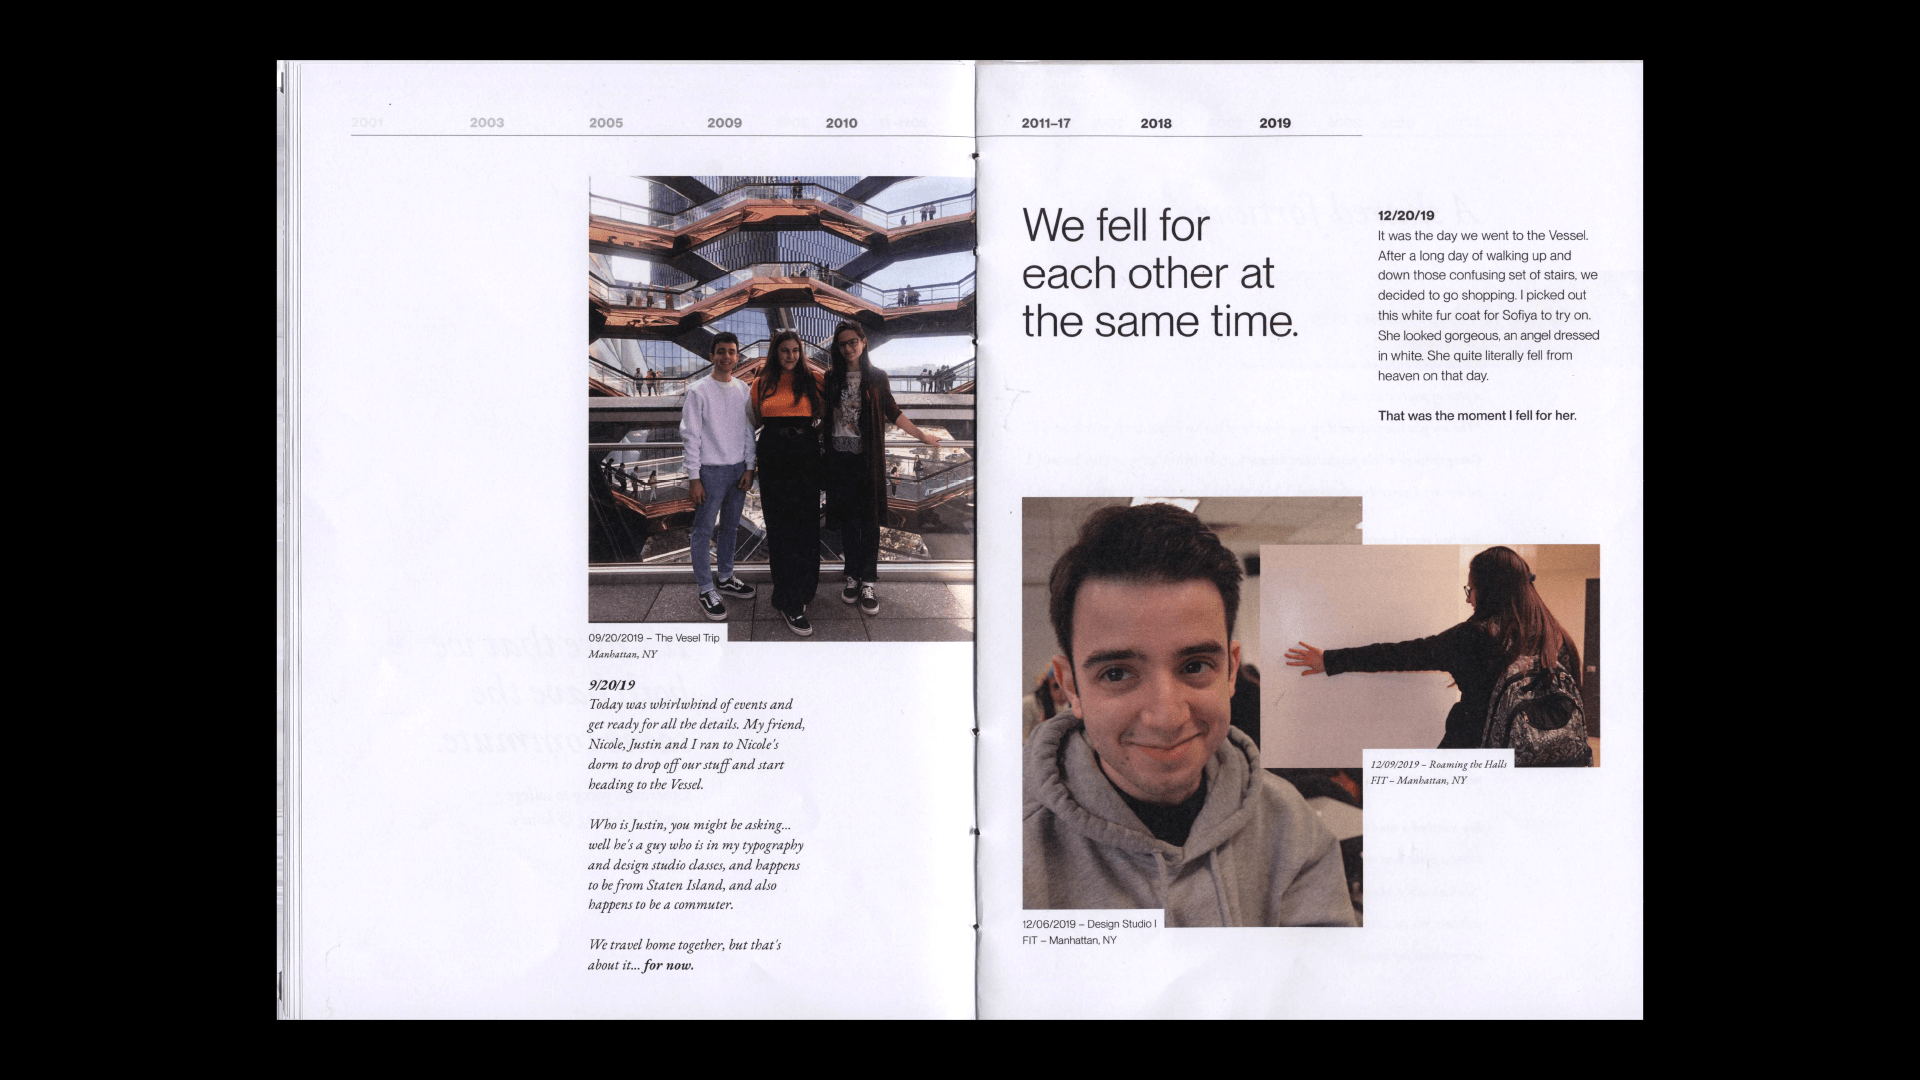 2001
2003
2005
2009
2010
2011–17
2018
2019
09/20/2019 – The Vesel Trip
Manhattan, NY
9/20/19
Today was whirlwhind of events and
get ready for all the details. My friend,
Nicole, Justin and I ran to Nicole's
dorm to drop off our stuff and start
heading to the Vessel.
Who is Justin, you might be asking...
well he's a guy who is in my typography
and design studio classes, and happens
to be from Staten Island, and also
happens to be a commuter.
We travel home together, but that's
about it... for now.
We fell for
each other at
the same time.
12/20/19
It was the day we went to the Vessel.
After a long day of walking up and
down those confusing set of stairs, we
decided to go shopping. I picked out
this white fur coat for Sofiya to try on.
She looked gorgeous, an angel dressed
in white. She quite literally fell from
heaven on that day.
That was the moment I fell for her.
12/09/2019 – Roaming the Halls
FIT – Manhattan, NY
12/06/2019 – Design Studio I
FIT – Manhattan, NY